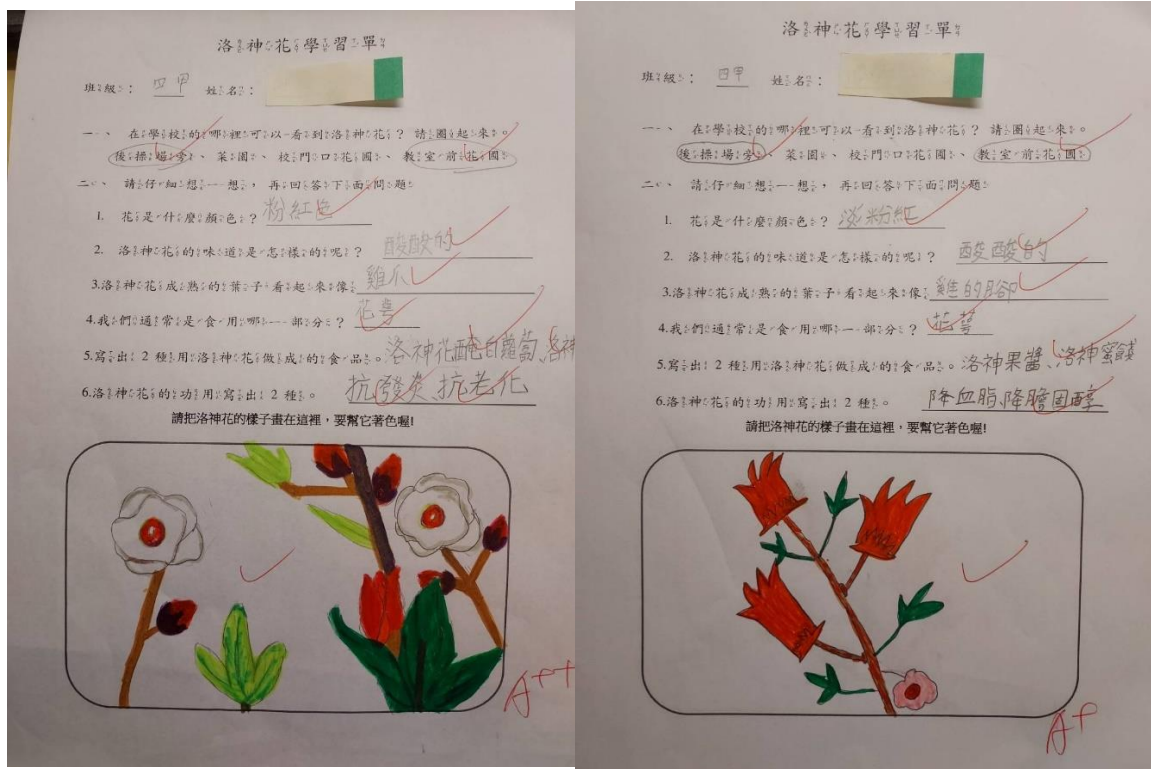 洛神花學習單
班級： 四甲 姓名：
一、 在學校的哪裡可以看到洛神花？ 請圈起來。
後操場旁、 菜園、 校門口花圃、 教室前花圃
二、 請仔細想一想， 再回答下面問題
1. 花是什麼顏色？ 粉紅色
2. 洛神花的味道是怎樣的呢？ 酸酸的
3.洛神花成熟的葉子看起來像 雞爪
4.我們通常是食用哪一部分？ 花萼
5.寫出 2 種用洛神花做成的食品。 洛神花醃白蘿蔔、洛神
6.洛神花的功用寫出 2 種。 抗發炎、抗老化
請把洛神花的樣子畫在這裡，要幫它著色喔!
A++
洛神花學習單
班級： 四甲 姓名：
一、 在學校的哪裡可以看到洛神花？ 請圈起來。
後操場旁、 菜園、 校門口花圃、 教室前花圃
二、 請仔細想一想， 再回答下面問題
1. 花是什麼顏色？ 淡粉紅
2. 洛神花的味道是怎樣的呢？ 酸酸的
3.洛神花成熟的葉子看起來像 雞的腳
4.我們通常是食用哪一部分？ 花萼
5.寫出 2 種用洛神花做成的食品。 洛神果醬、洛神蜜餞
6.洛神花的功用寫出 2 種。 降血脂、降膽固醇
請把洛神花的樣子畫在這裡，要幫它著色喔!
A+